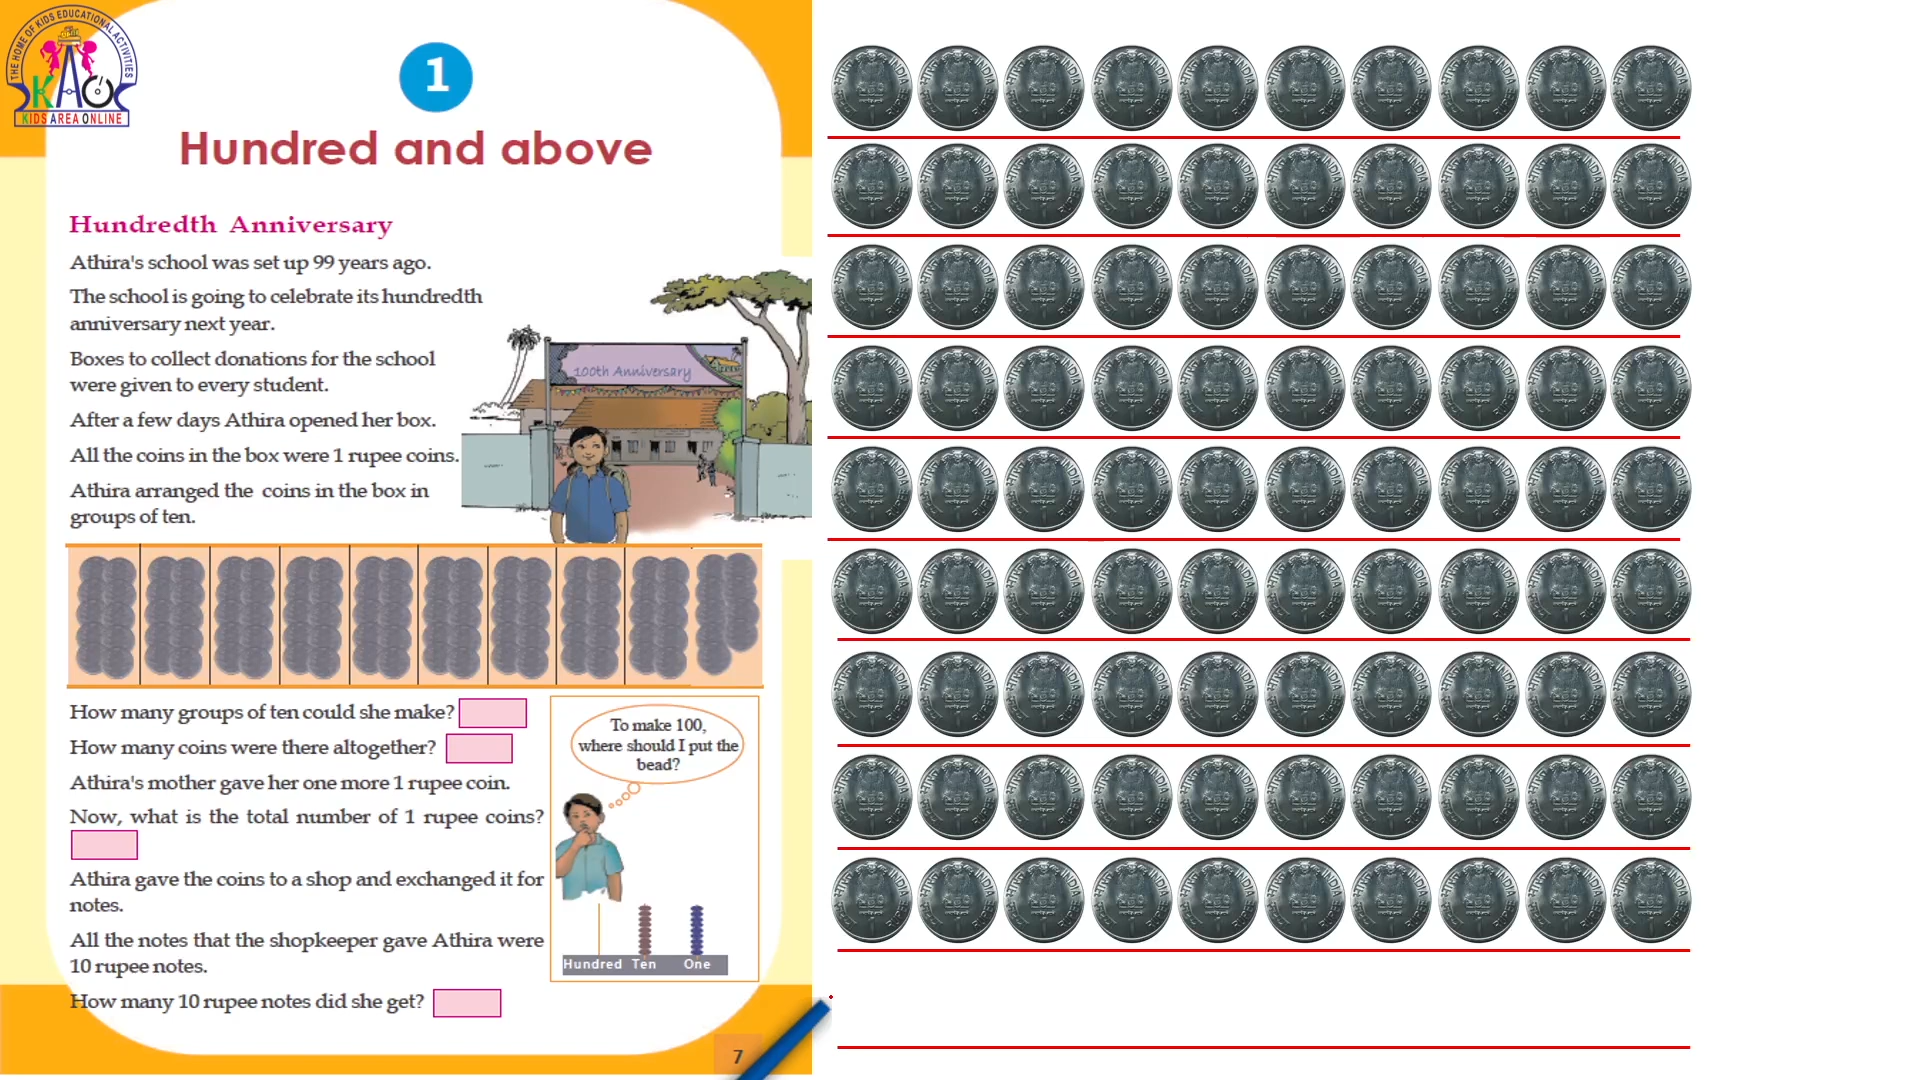 THE HOME OF KIDS EDUCATIONAL ACTIVITIES
KAO
KIDS AREA ONLINE
1
Hundred and above
Hundredth Anniversary
Athira's school was set up 99 years ago.
The school is going to celebrate its hundredth
anniversary next year.
Boxes to collect donations for the school
were given to every student.
After a few days Athira opened her box.
All the coins in the box were 1 rupee coins.
Athira arranged the coins in the box in
groups of ten.
100th Anniversary
How many groups of ten could she make?
How many coins were there altogether?
Athira's mother gave her one more 1 rupee coin.
Now, what is the total number of 1 rupee coins?
Athira gave the coins to a shop and exchanged it for
notes.
All the notes that the shopkeeper gave Athira were
10 rupee notes.
How many 10 rupee notes did she get?
To make 100,
where should I put the
bead?
Hundred Ten One
7